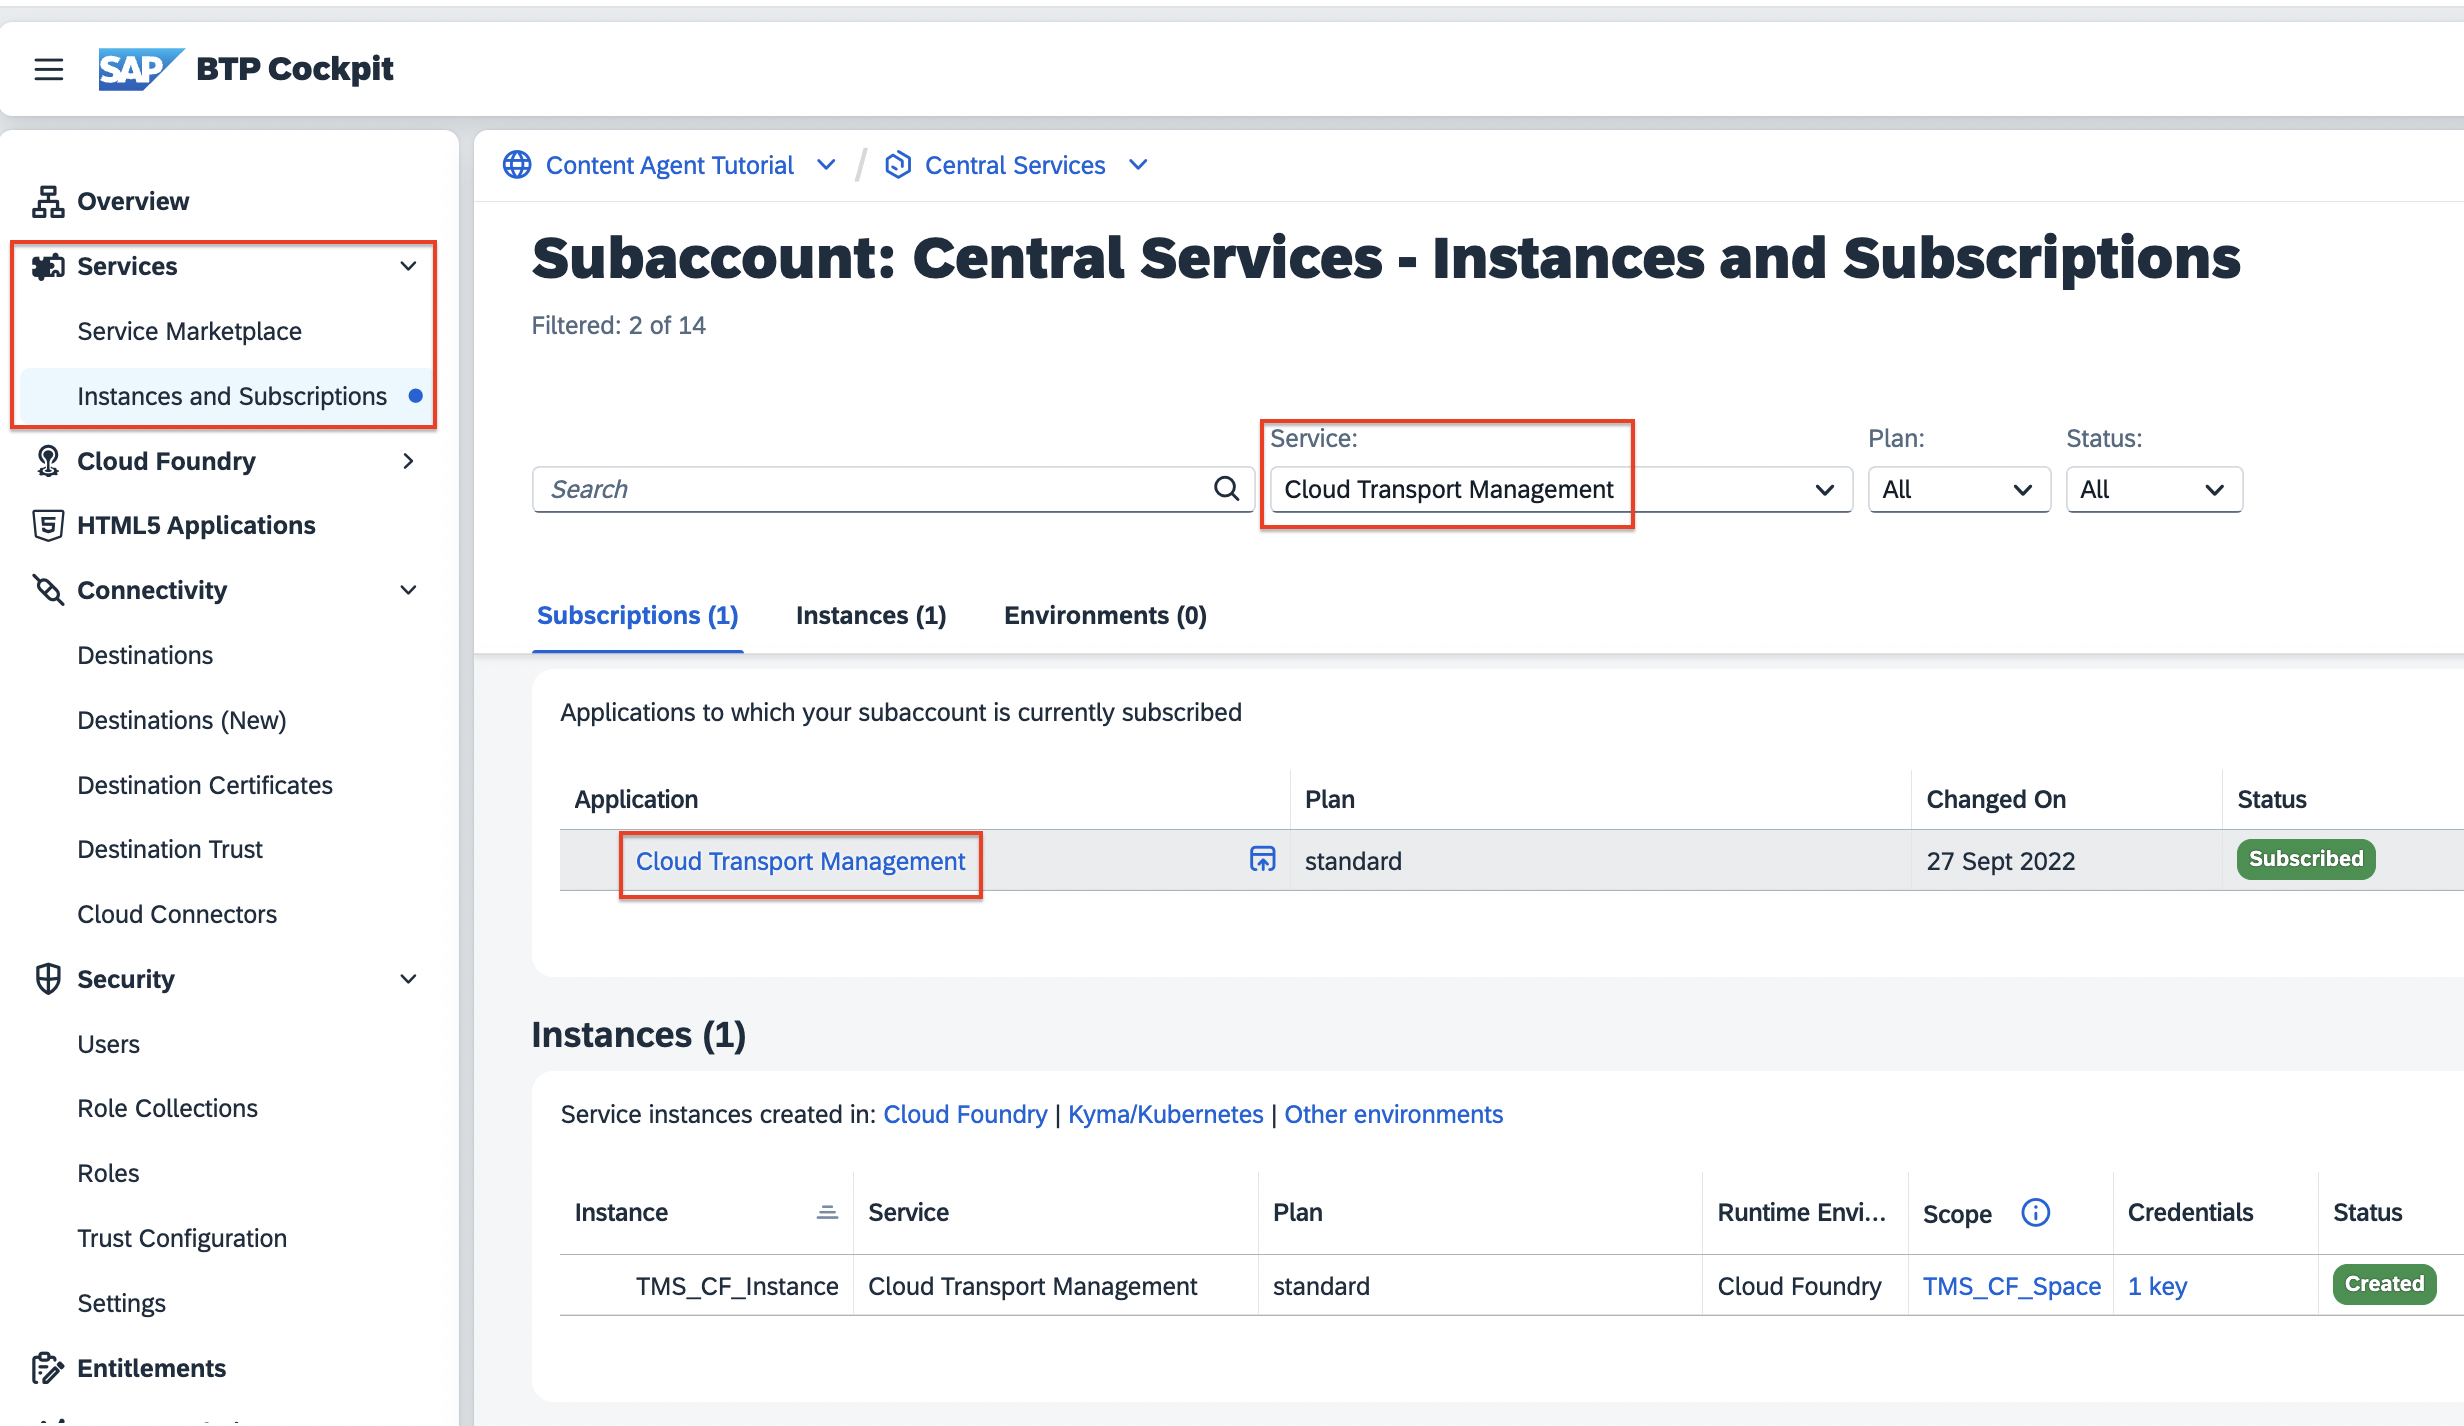 SAP BTP Cockpit
Overview
Services
Service Marketplace
Instances and Subscriptions
Cloud Foundry
HTML5 Applications
Connectivity
Destinations
Destinations (New)
Destination Certificates
Destination Trust
Cloud Connectors
Security
Users
Role Collections
Roles
Trust Configuration
Settings
Entitlements
Content Agent Tutorial / Central Services
Subaccount: Central Services - Instances and Subscriptions
Filtered: 2 of 14
Service: Plan: Status:
Search Cloud Transport Management All All
Subscriptions (1) Instances (1) Environments (0)
Applications to which your subaccount is currently subscribed
Application Plan Changed On Status
Cloud Transport Management standard 27 Sept 2022 Subscribed
Instances (1)
Service instances created in: Cloud Foundry | Kyma/Kubernetes | Other environments
Instance Service Plan Runtime Envi... Scope Credentials Status
TMS_CF_Instance Cloud Transport Management standard Cloud Foundry TMS_CF_Space 1 key Created